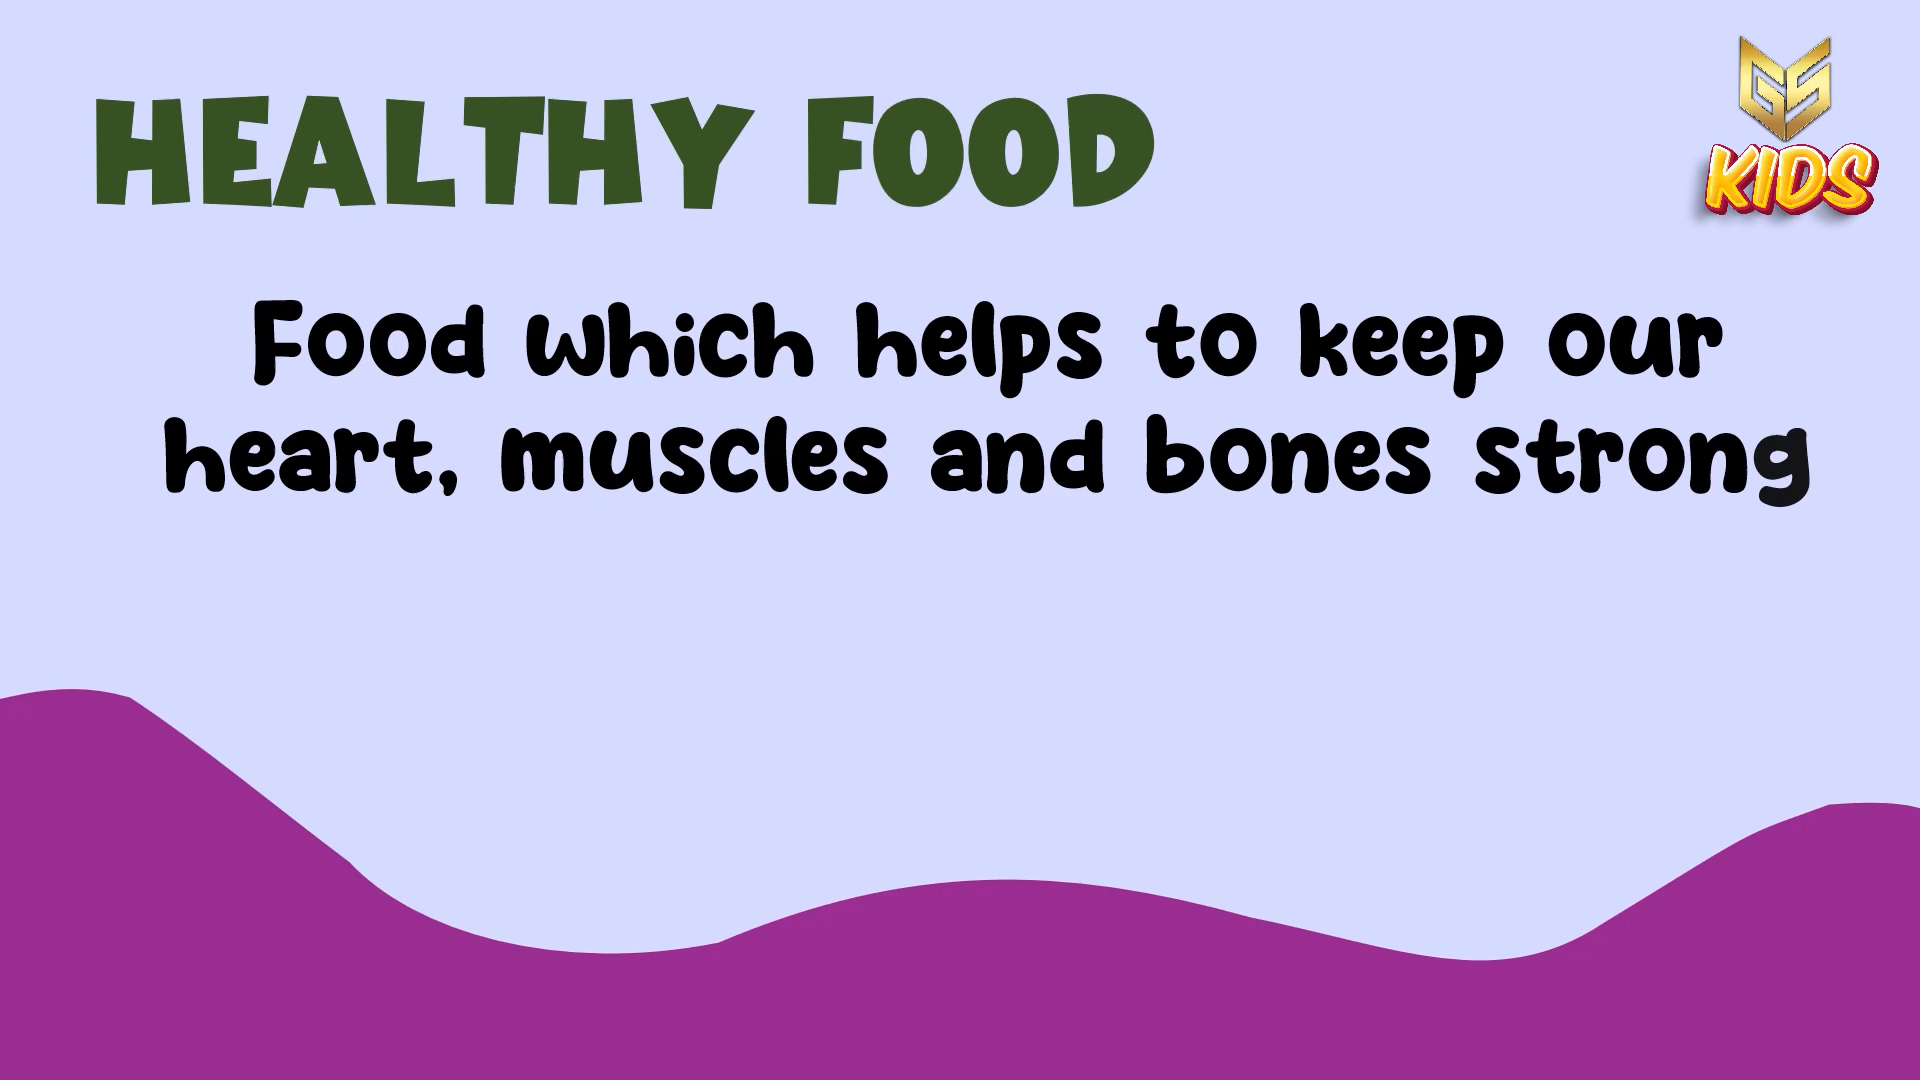 HEALTHY FOOD
GS
KIDS
Food which helps to keep our
heart, muscles and bones strong